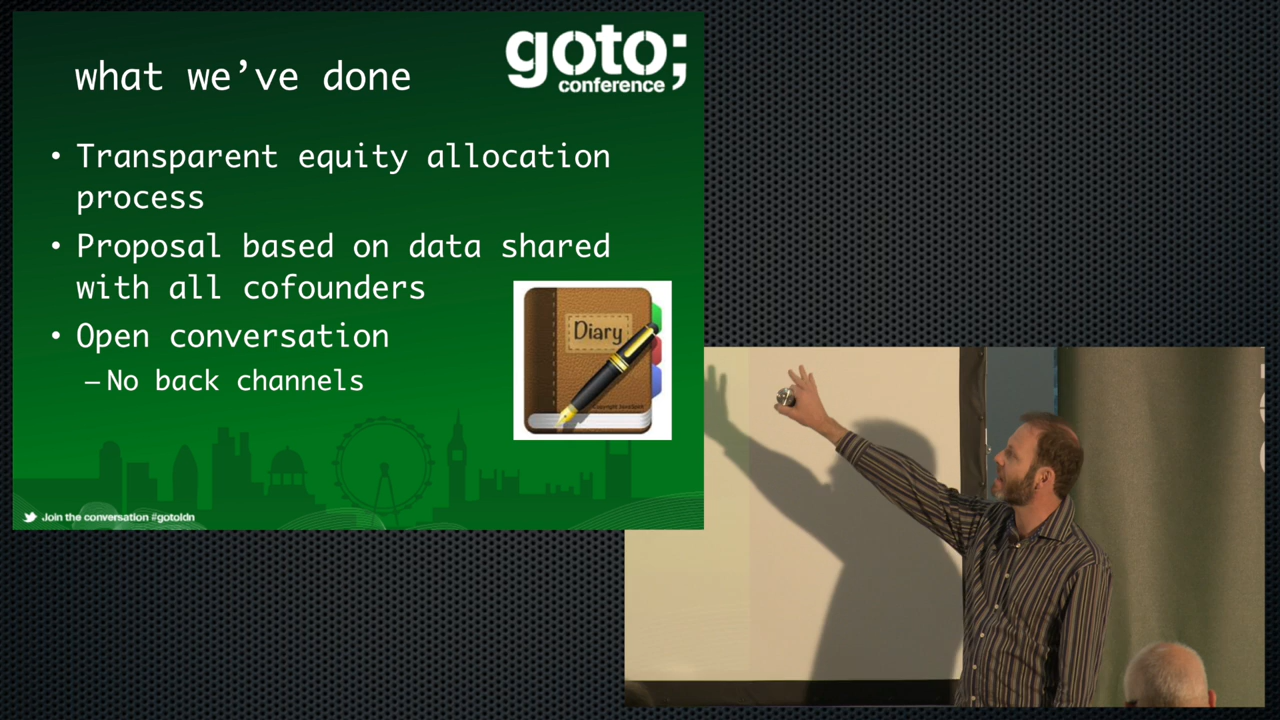 goto;
conference
what we’ve done
• Transparent equity allocation
process
• Proposal based on data shared
with all cofounders
• Open conversation
– No back channels
Diary
Join the conversation #gotoldn